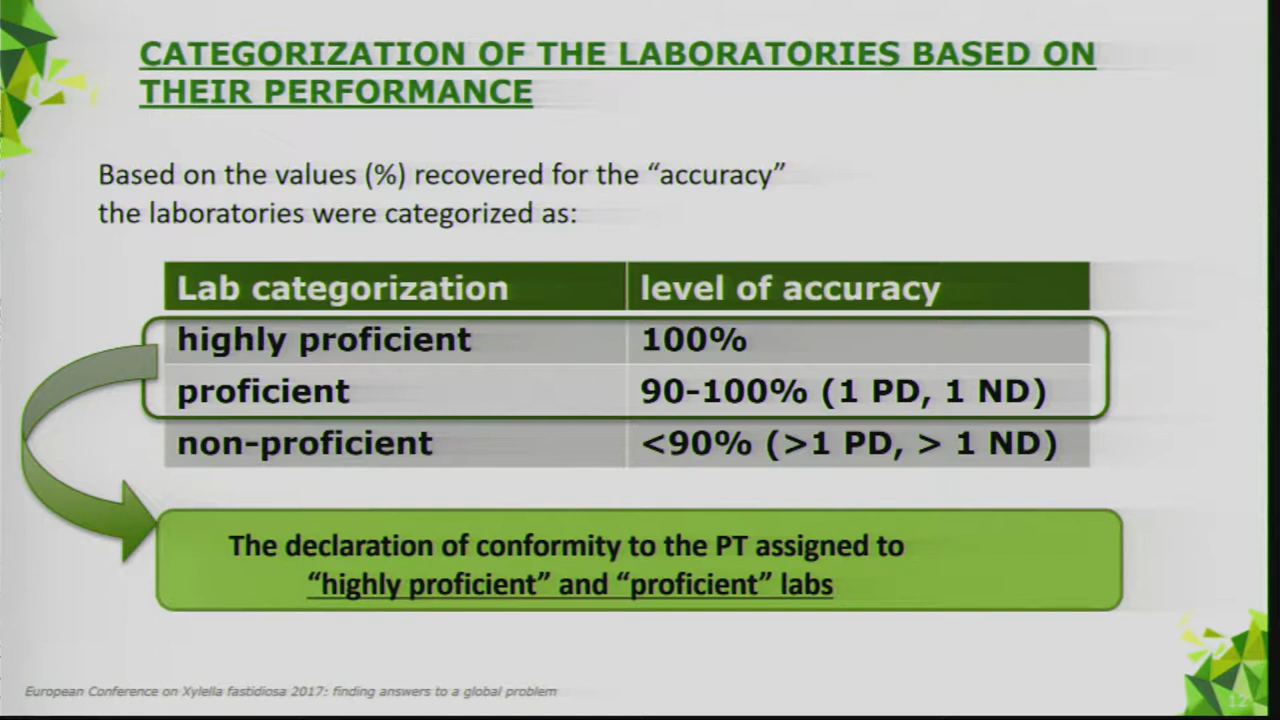 CATEGORIZATION OF THE LABORATORIES BASED ON
THEIR PERFORMANCE
Based on the values (%) recovered for the “accuracy”
the laboratories were categorized as:
Lab categorization level of accuracy
highly proficient 100%
proficient 90-100% (1 PD, 1 ND)
non-proficient <90% (>1 PD, > 1 ND)
The declaration of conformity to the PT assigned to
“highly proficient” and “proficient” labs
European Conference on Xylella fastidiosa 2017: finding answers to a global problem
12